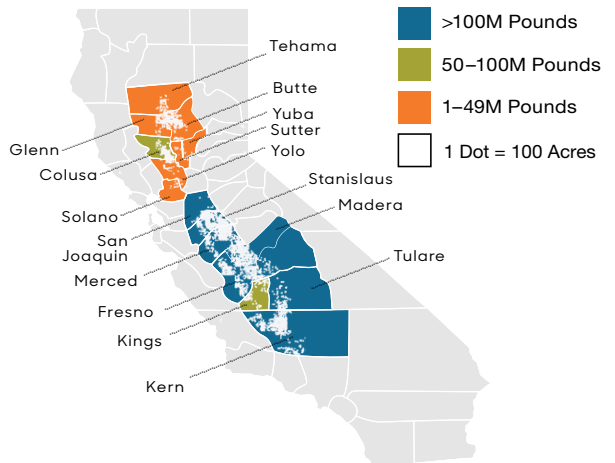 >100M Pounds
50–100M Pounds
1–49M Pounds
1 Dot = 100 Acres
Tehama
Butte
Yuba
Sutter
Yolo
Glenn
Colusa
Stanislaus
Madera
Solano
San
Joaquin
Merced
Tulare
Fresno
Kings
Kern